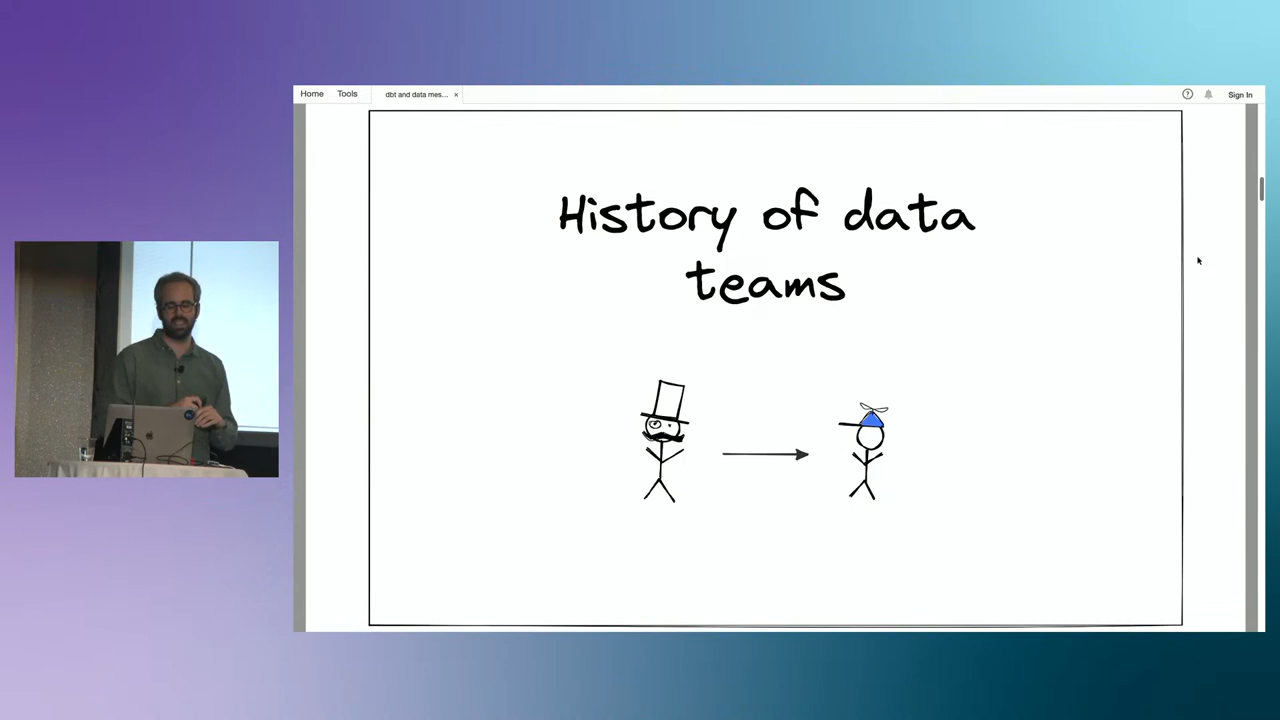 Home Tools dbt and data mes... × Sign In
History of data
teams